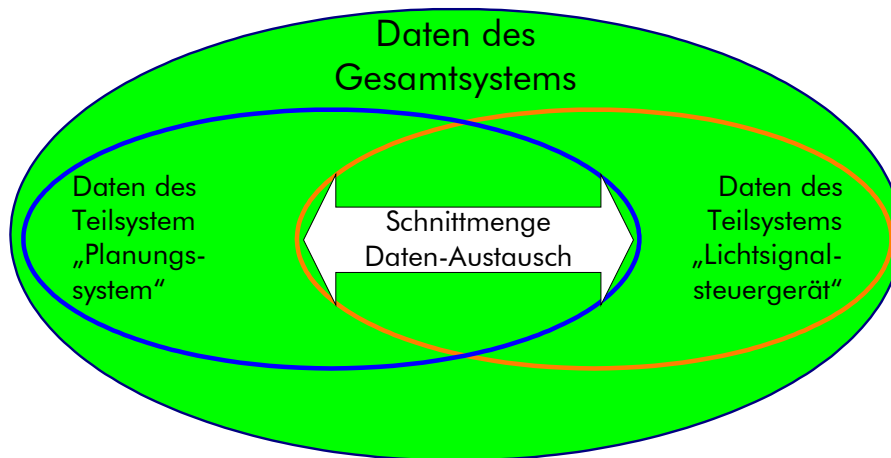 Daten des
Gesamtsystems
Daten des
Teilsystem
„Planungs-
system“
Schnittmenge
Daten-Austausch
Daten des
Teilsystems
„Lichtsignal-
steuergerät“